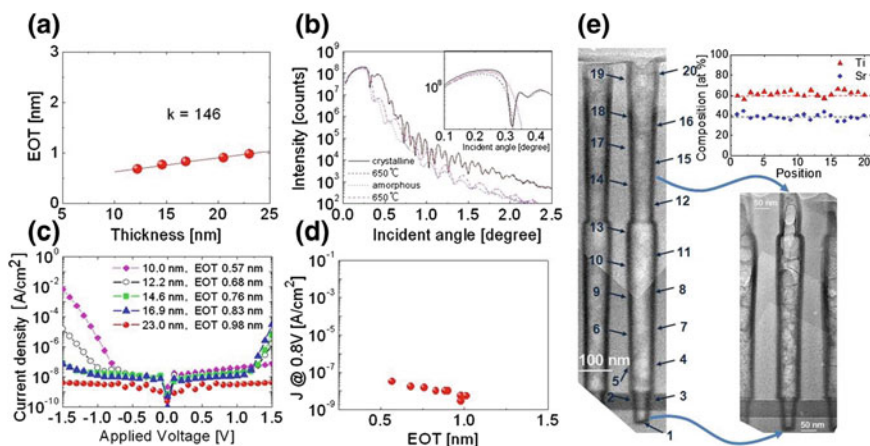 (a)
3
2
1
0
EOT [nm]
k = 146
5 10 15 20 25
Thickness [nm]
(b)
10⁹
10⁸
10⁷
10⁶
10⁵
10⁴
10³
10²
Intensity [counts]
10⁸
0.1 0.2 0.3 0.4
Incident angle [degree]
crystalline
650℃
amorphous
650℃
0.0 0.5 1.0 1.5 2.0 2.5
Incident angle [degree]
(c)
10⁰
10⁻²
10⁻⁴
10⁻⁶
10⁻⁸
10⁻¹⁰
Current density [A/cm²]
10.0 nm, EOT 0.57 nm
12.2 nm, EOT 0.68 nm
14.6 nm, EOT 0.76 nm
16.9 nm, EOT 0.83 nm
23.0 nm, EOT 0.98 nm
-1.5 -1.0 -0.5 0.0 0.5 1.0 1.5
Applied Voltage [V]
(d)
10⁻¹
10⁻³
10⁻⁵
10⁻⁷
10⁻⁹
J @ 0.8V [A/cm²]
0.5 1.0 1.5
EOT [nm]
(e)
19 20
18 16
17 15
14 12
13 11
10
9 8
6 7
4
100 nm
5
2 3
1
Ti
Sr
100
80
60
40
20
0
Composition [at %]
0 5 10 15 20
Position
50 nm
50 nm